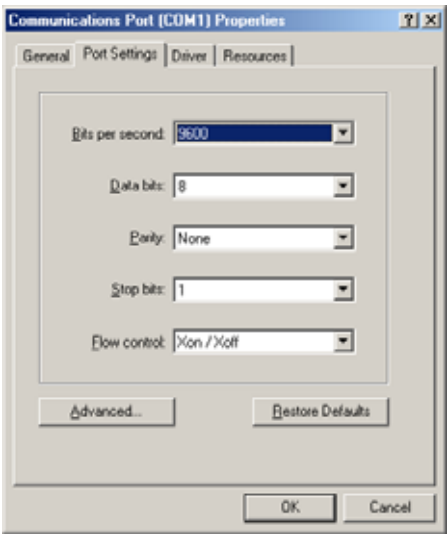 Communications Port (COM1) Properties
General Port Settings Driver Resources
Bits per second: 9600
Data bits: 8
Parity: None
Stop bits: 1
Flow control: Xon / Xoff
Advanced... Restore Defaults
OK Cancel